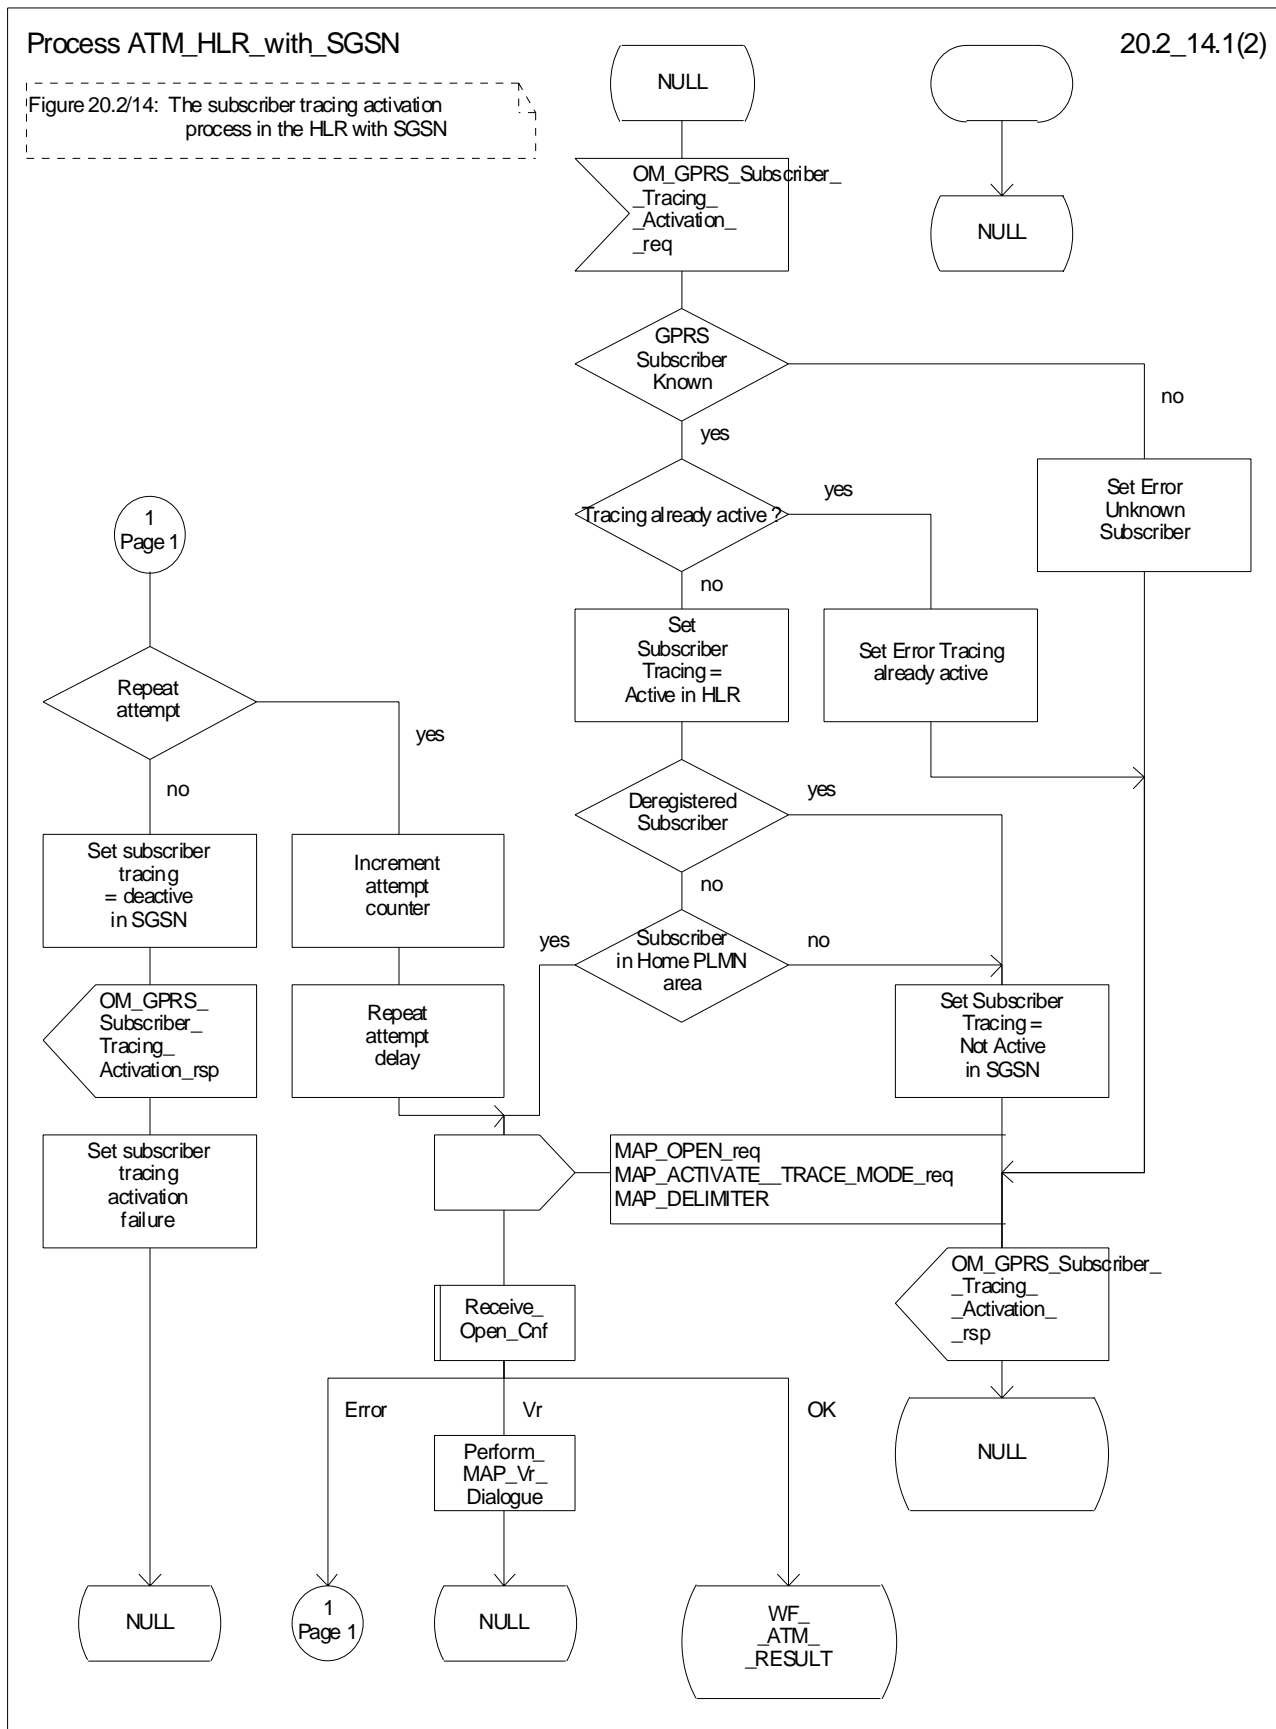 Process ATM_HLR_with_SGSN
20.2_14.1(2)
Figure 20.2/14: The subscriber tracing activation
process in the HLR with SGSN
NULL
OM_GPRS_Subscriber_
_Tracing_
_Activation_
_req
NULL
GPRS
Subscriber
Known
no
yes
Tracing already active ?
yes
Set Error
Unknown
Subscriber
1
Page 1
no
Set
Subscriber
Tracing =
Active in HLR
Set Error Tracing
already active
Repeat
attempt
yes
no
Deregistered
Subscriber
yes
Set subscriber
tracing
= deactive
in SGSN
Increment
attempt
counter
no
yes
Subscriber
in Home PLMN
area
no
OM_GPRS_
Subscriber_
Tracing_
Activation_rsp
Repeat
attempt
delay
Set Subscriber
Tracing =
Not Active
in SGSN
Set subscriber
tracing
activation
failure
MAP_OPEN_req
MAP_ACTIVATE__TRACE_MODE_req
MAP_DELIMITER
OM_GPRS_Subscriber_
_Tracing_
_Activation_
_rsp
Receive_
Open_Cnf
Error
Vr
OK
NULL
Perform_
MAP_Vr_
Dialogue
NULL
1
Page 1
NULL
WF_
_ATM_
_RESULT